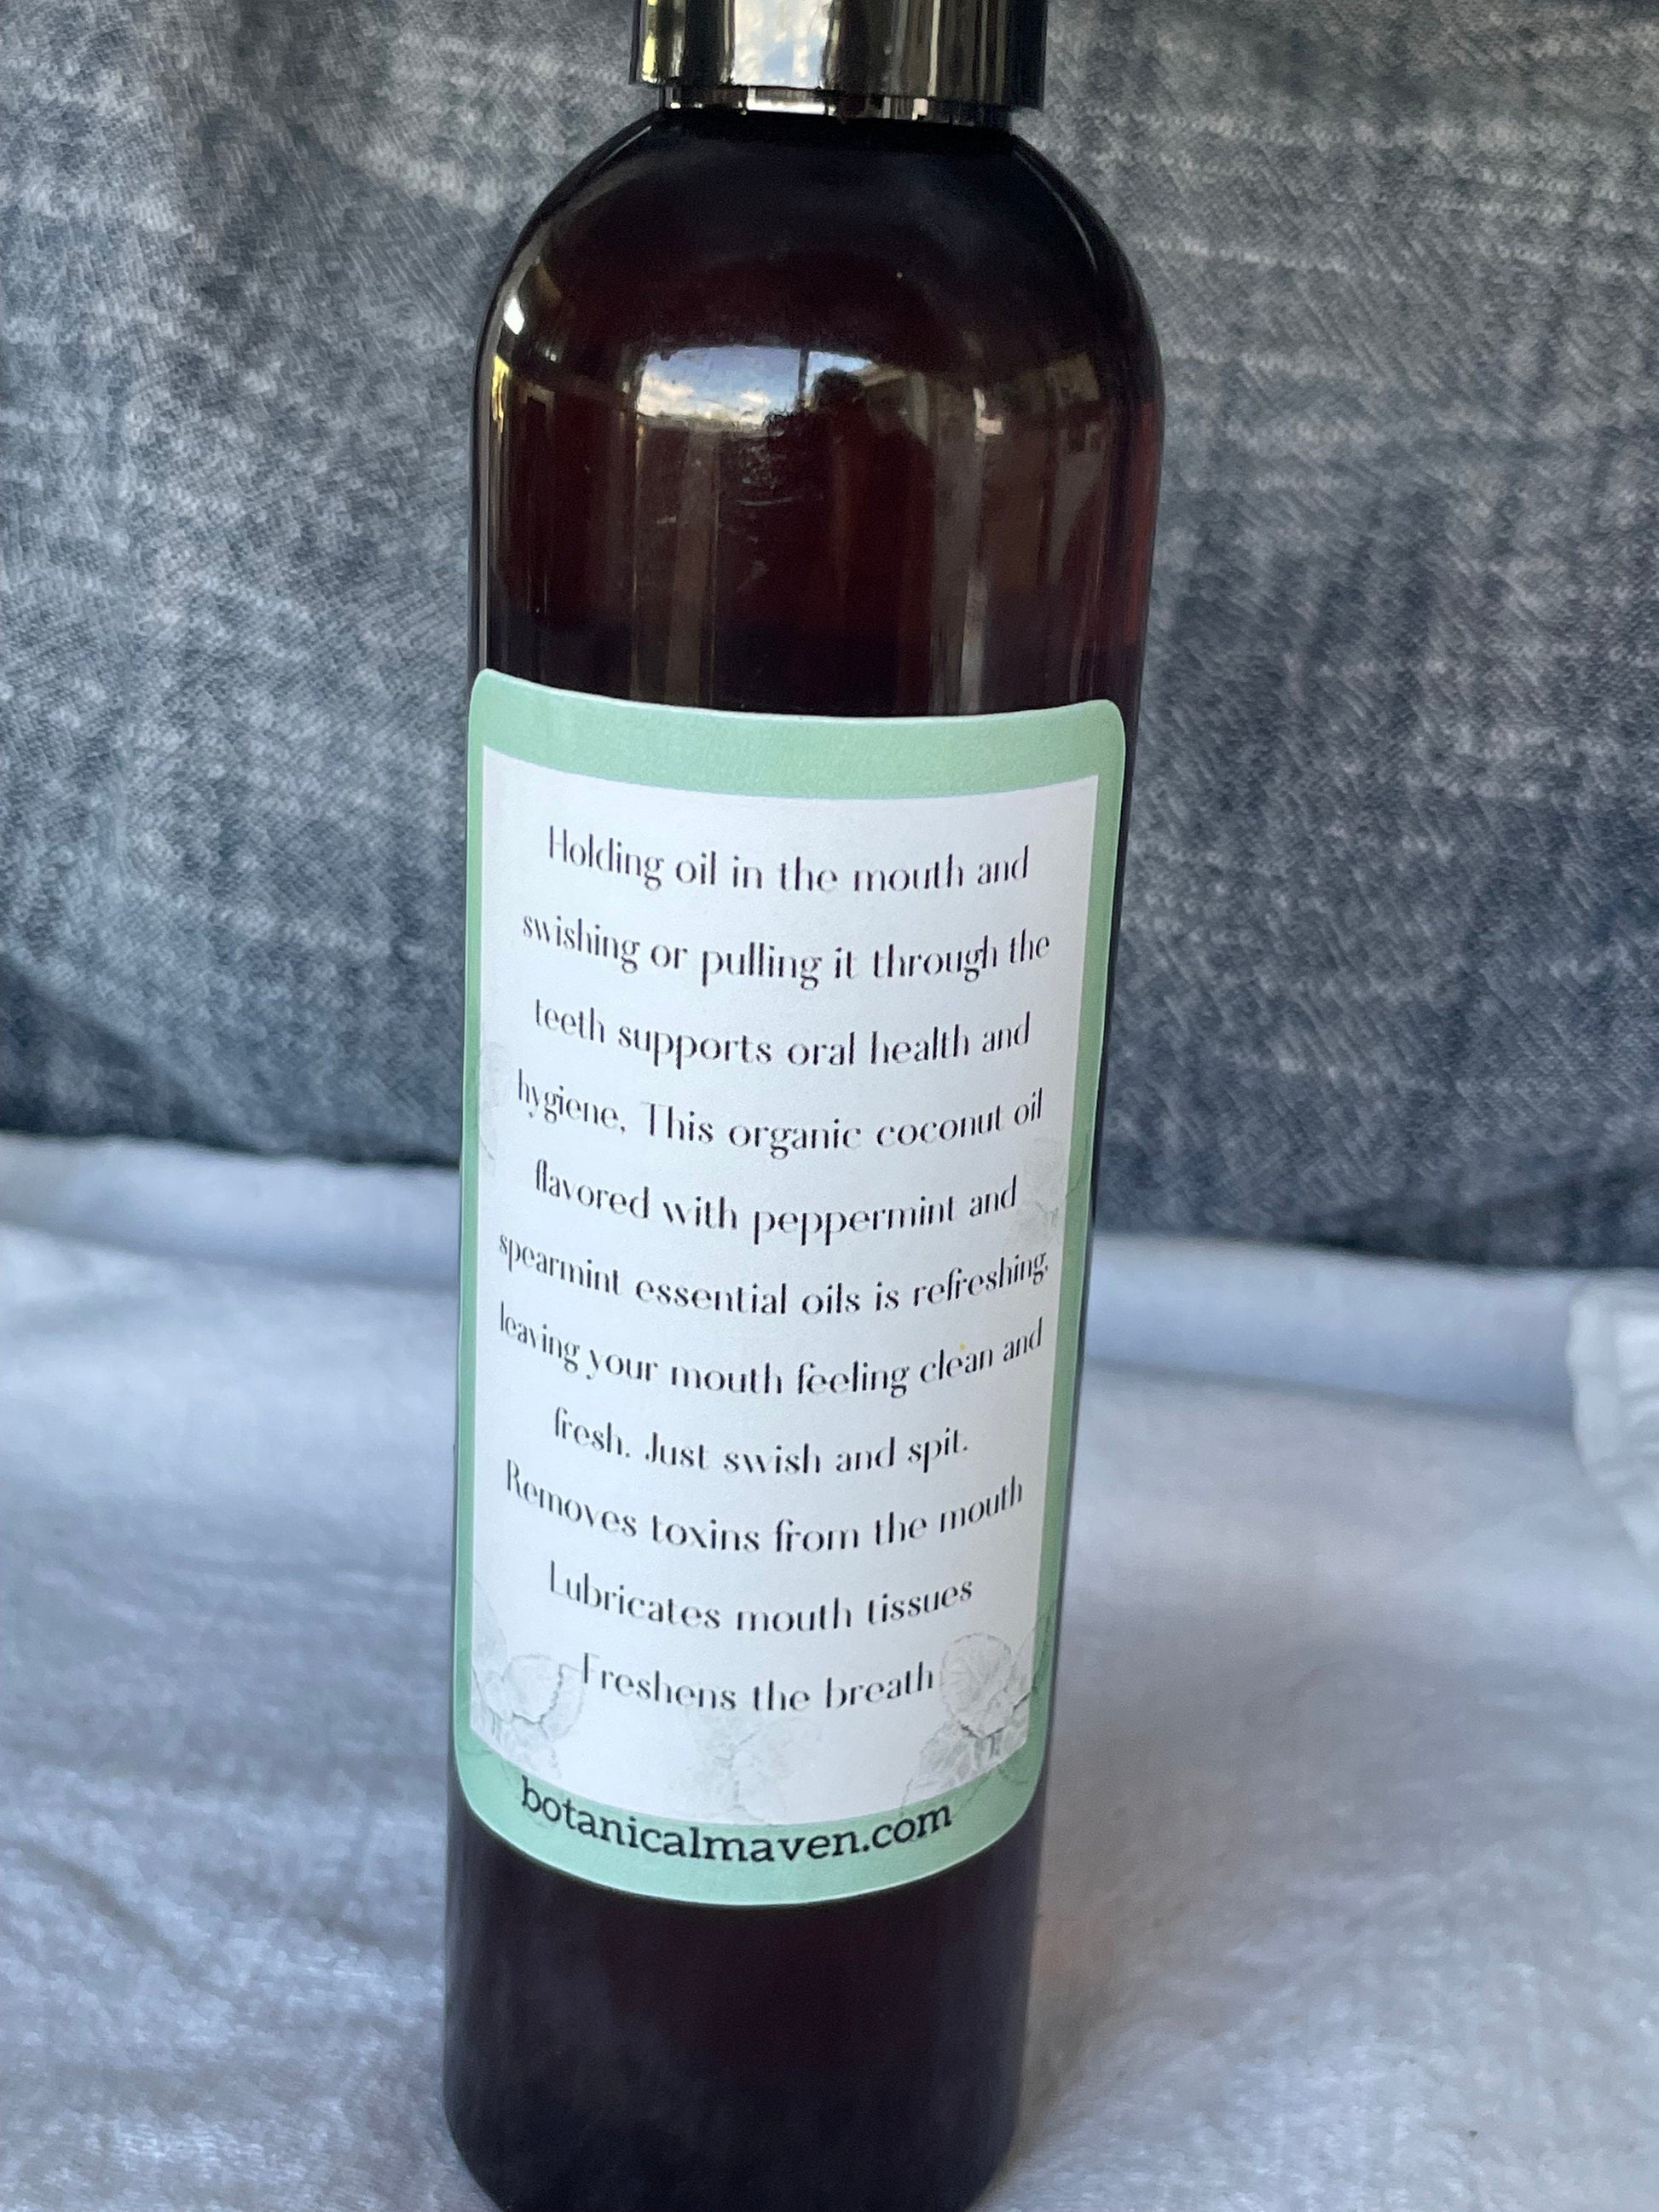 Holding oil in the mouth and
swishing or pulling it through the
teeth supports oral health and
hygiene, This organic coconut oil
flavored with peppermint and
spearmint essential oils is refreshing,
leaving your mouth feeling clean and
fresh. Just swish and spit.
Removes toxins from the mouth
Lubricates mouth tissues
Freshens the breath
botanicalmaven.com